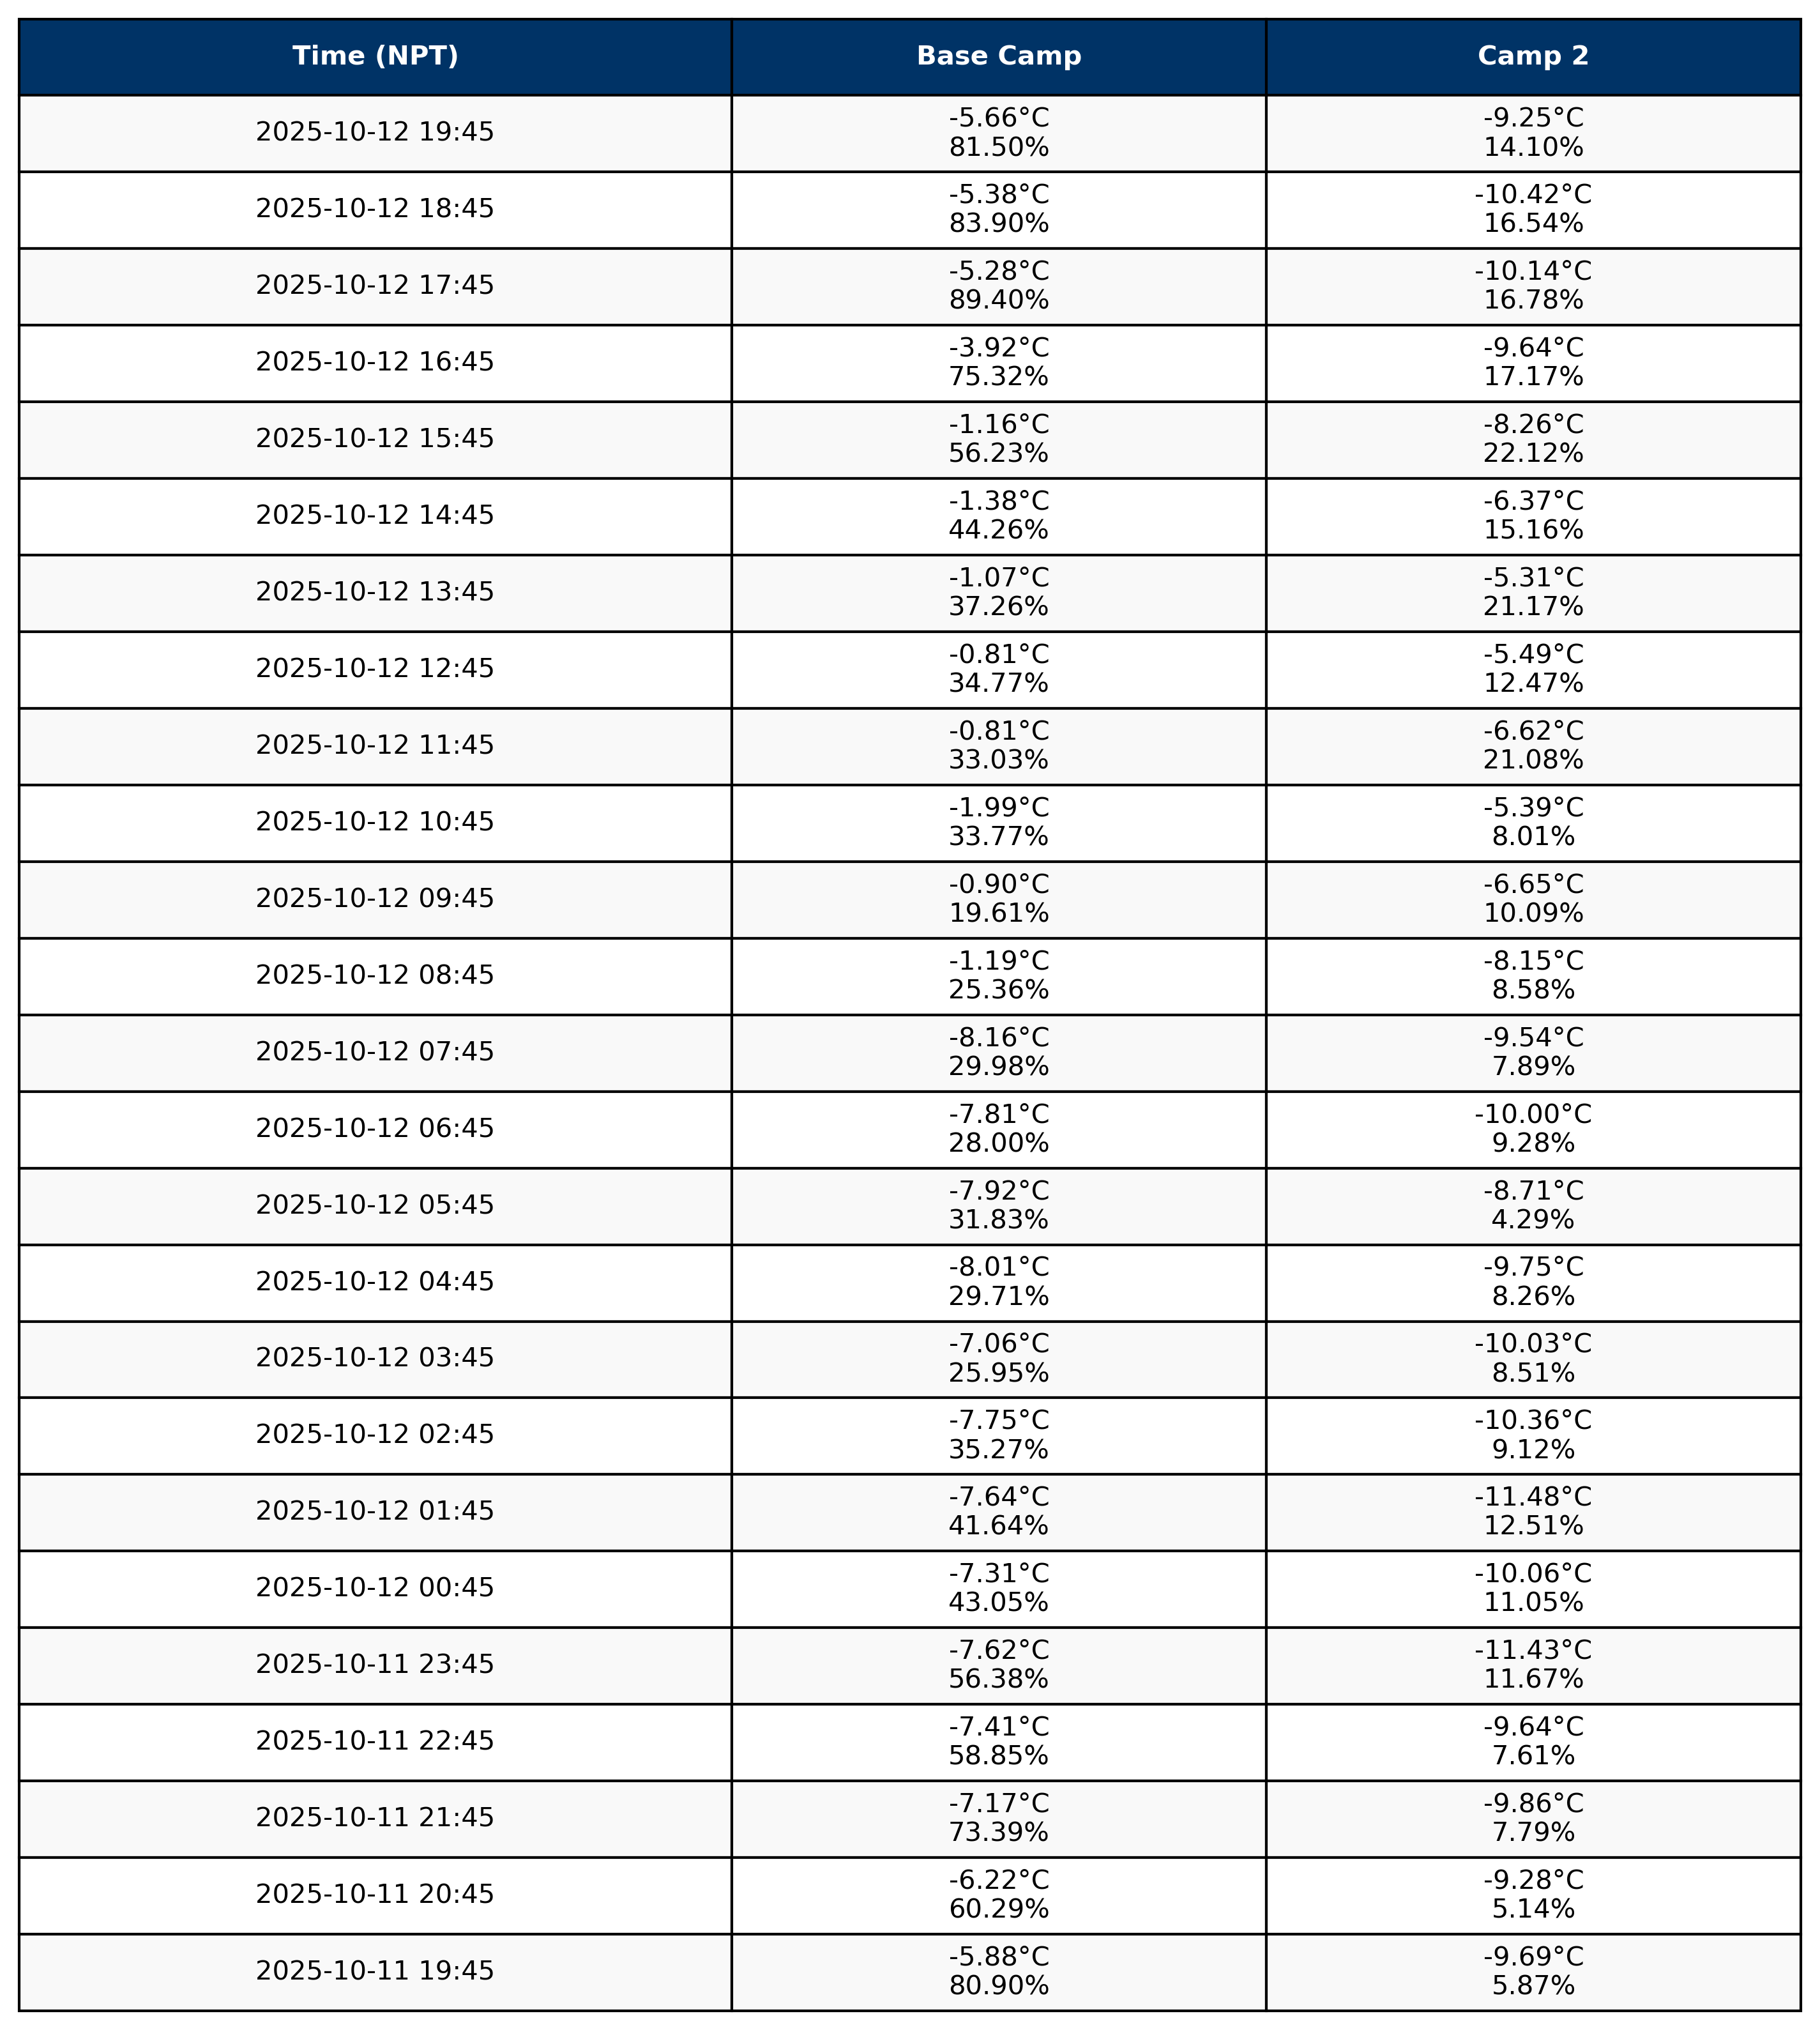 Time (NPT) Base Camp Camp 2
2025-10-12 19:45 -5.66°C -9.25°C
81.50% 14.10%
2025-10-12 18:45 -5.38°C -10.42°C
83.90% 16.54%
2025-10-12 17:45 -5.28°C -10.14°C
89.40% 16.78%
2025-10-12 16:45 -3.92°C -9.64°C
75.32% 17.17%
2025-10-12 15:45 -1.16°C -8.26°C
56.23% 22.12%
2025-10-12 14:45 -1.38°C -6.37°C
44.26% 15.16%
2025-10-12 13:45 -1.07°C -5.31°C
37.26% 21.17%
2025-10-12 12:45 -0.81°C -5.49°C
34.77% 12.47%
2025-10-12 11:45 -0.81°C -6.62°C
33.03% 21.08%
2025-10-12 10:45 -1.99°C -5.39°C
33.77% 8.01%
2025-10-12 09:45 -0.90°C -6.65°C
19.61% 10.09%
2025-10-12 08:45 -1.19°C -8.15°C
25.36% 8.58%
2025-10-12 07:45 -8.16°C -9.54°C
29.98% 7.89%
2025-10-12 06:45 -7.81°C -10.00°C
28.00% 9.28%
2025-10-12 05:45 -7.92°C -8.71°C
31.83% 4.29%
2025-10-12 04:45 -8.01°C -9.75°C
29.71% 8.26%
2025-10-12 03:45 -7.06°C -10.03°C
25.95% 8.51%
2025-10-12 02:45 -7.75°C -10.36°C
35.27% 9.12%
2025-10-12 01:45 -7.64°C -11.48°C
41.64% 12.51%
2025-10-12 00:45 -7.31°C -10.06°C
43.05% 11.05%
2025-10-11 23:45 -7.62°C -11.43°C
56.38% 11.67%
2025-10-11 22:45 -7.41°C -9.64°C
58.85% 7.61%
2025-10-11 21:45 -7.17°C -9.86°C
73.39% 7.79%
2025-10-11 20:45 -6.22°C -9.28°C
60.29% 5.14%
2025-10-11 19:45 -5.88°C -9.69°C
80.90% 5.87%